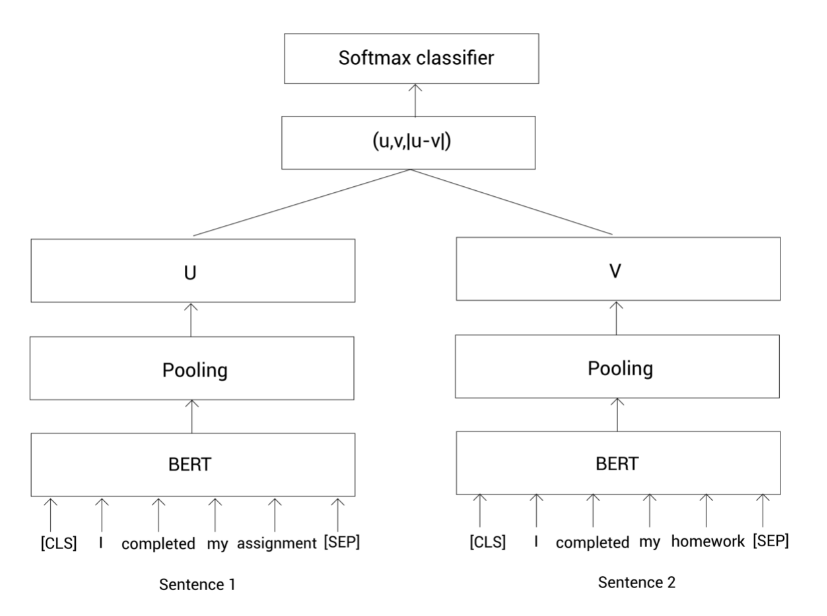 Softmax classifier
(u,v,|u-v|)
U
V
Pooling
Pooling
BERT
BERT
[CLS] I completed my assignment [SEP]
[CLS] I completed my homework [SEP]
Sentence 1
Sentence 2